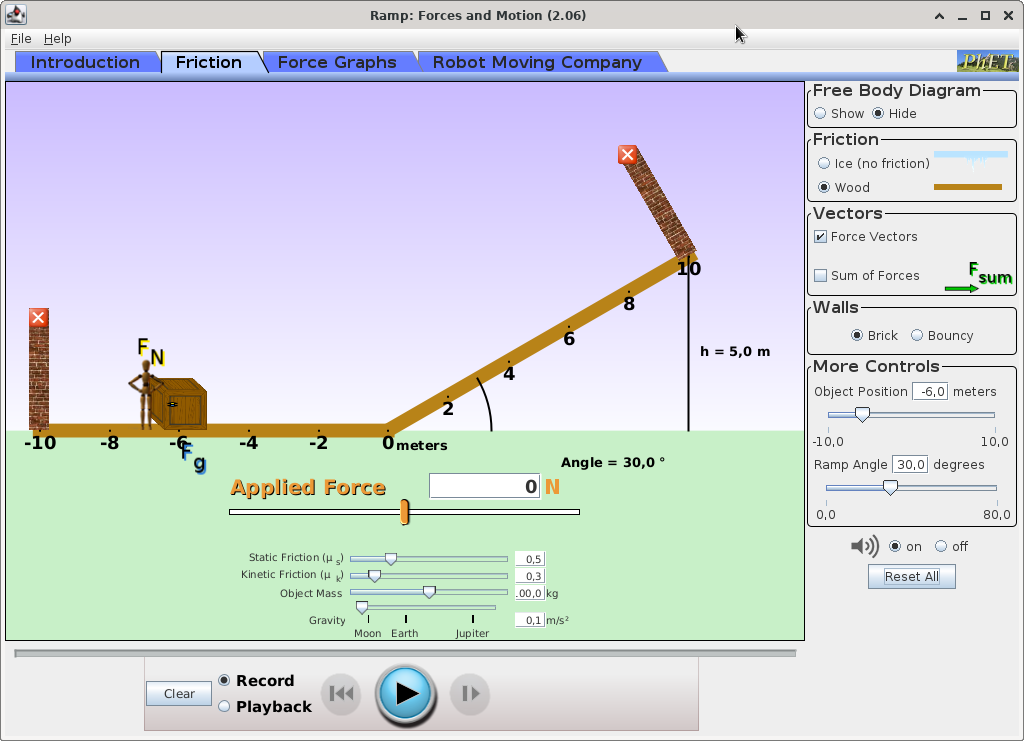 Ramp: Forces and Motion (2.06)
File Help
Introduction Friction Force Graphs Robot Moving Company PhET
Free Body Diagram
Show Hide
Friction
Ice (no friction)
Wood
Vectors
Force Vectors
Sum of Forces F sum
Walls
Brick Bouncy
More Controls
Object Position -6,0 meters
-10,0 10,0
Ramp Angle 30,0 degrees
0,0 80,0
on off
Reset All
10
8
6
4
2
h = 5,0 m
F N
-10 -8 -6 -4 -2 0 meters
F g
Angle = 30,0 °
Applied Force 0 N
Static Friction (μ s) 0,5
Kinetic Friction (μ k) 0,3
Object Mass .00,0 kg
Gravity 0,1 m/s²
Moon Earth Jupiter
Clear
Record
Playback